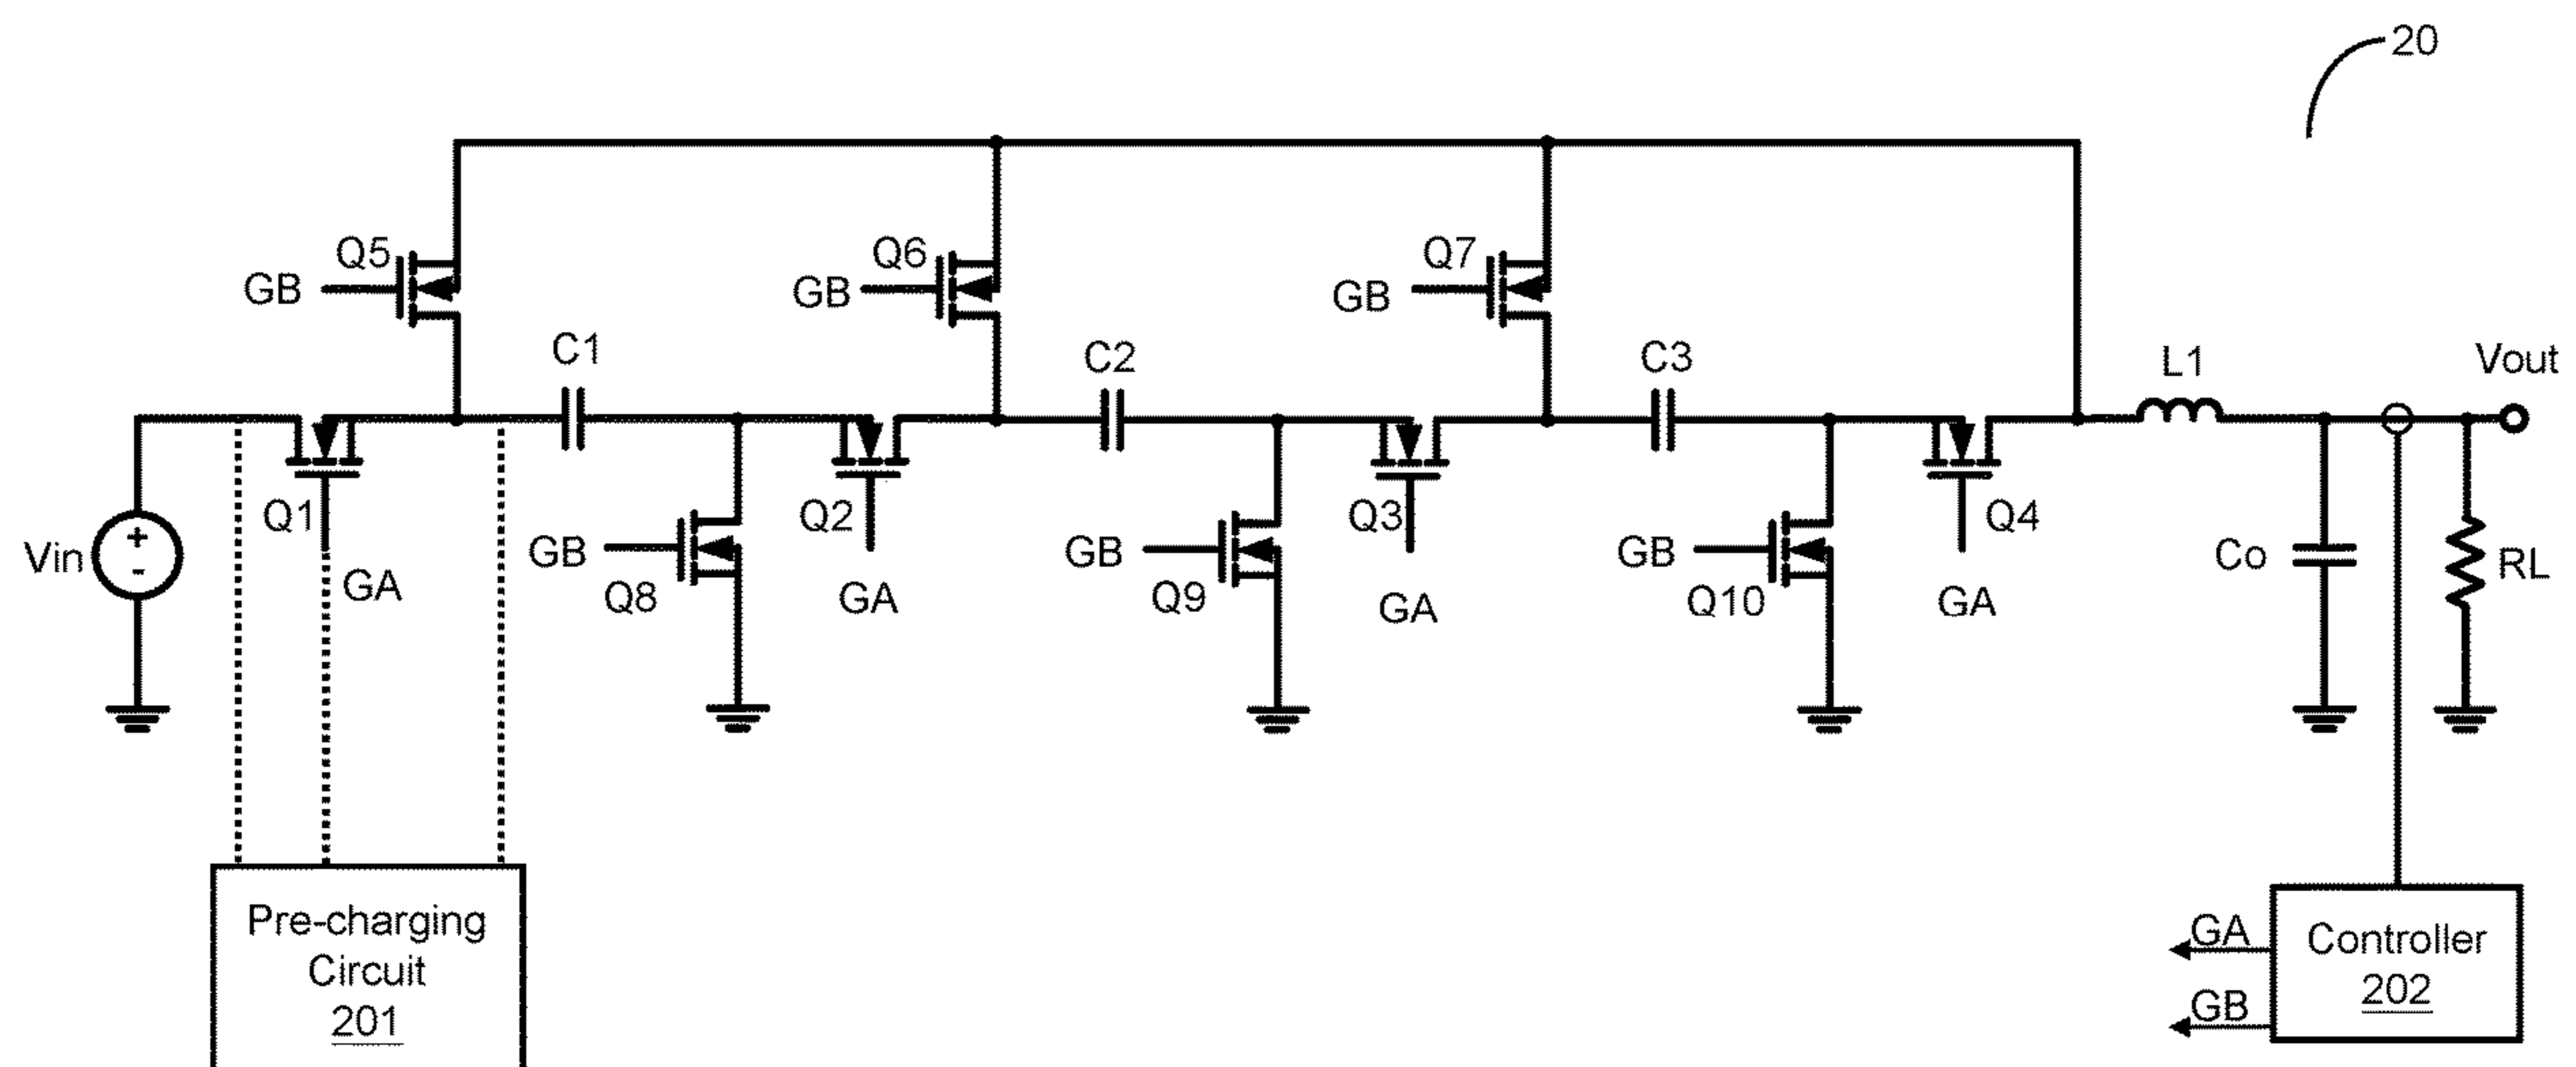 20
Q5
GB
Q6
GB
Q7
GB
C1
C2
C3
L1
Vout
Vin
+
-
Q1
GA
GB
Q8
Q2
GA
GB
Q9
Q3
GA
GB
Q10
Q4
GA
Co
RL
Pre-charging
Circuit
201
GA
GB
Controller
202